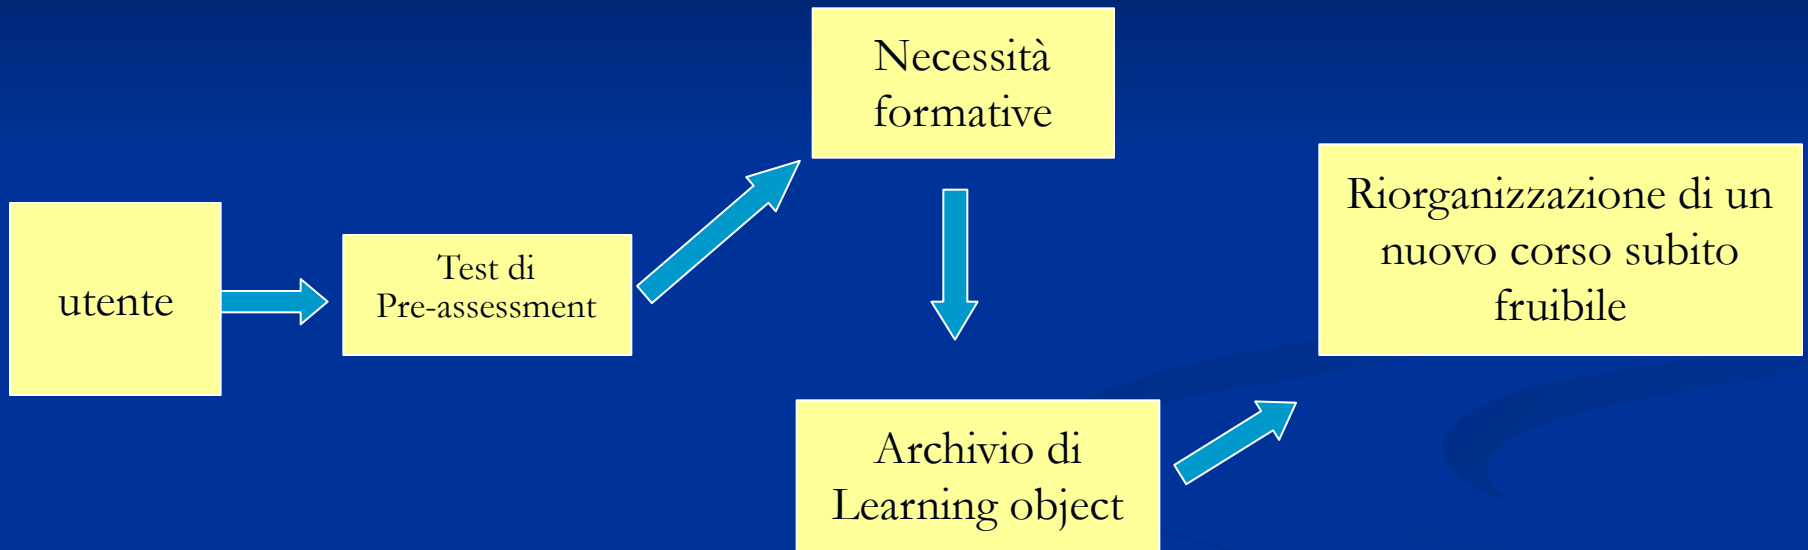 utente
Test di
Pre-assessment
Necessità
formative
Archivio di
Learning object
Riorganizzazione di un
nuovo corso subito
fruibile